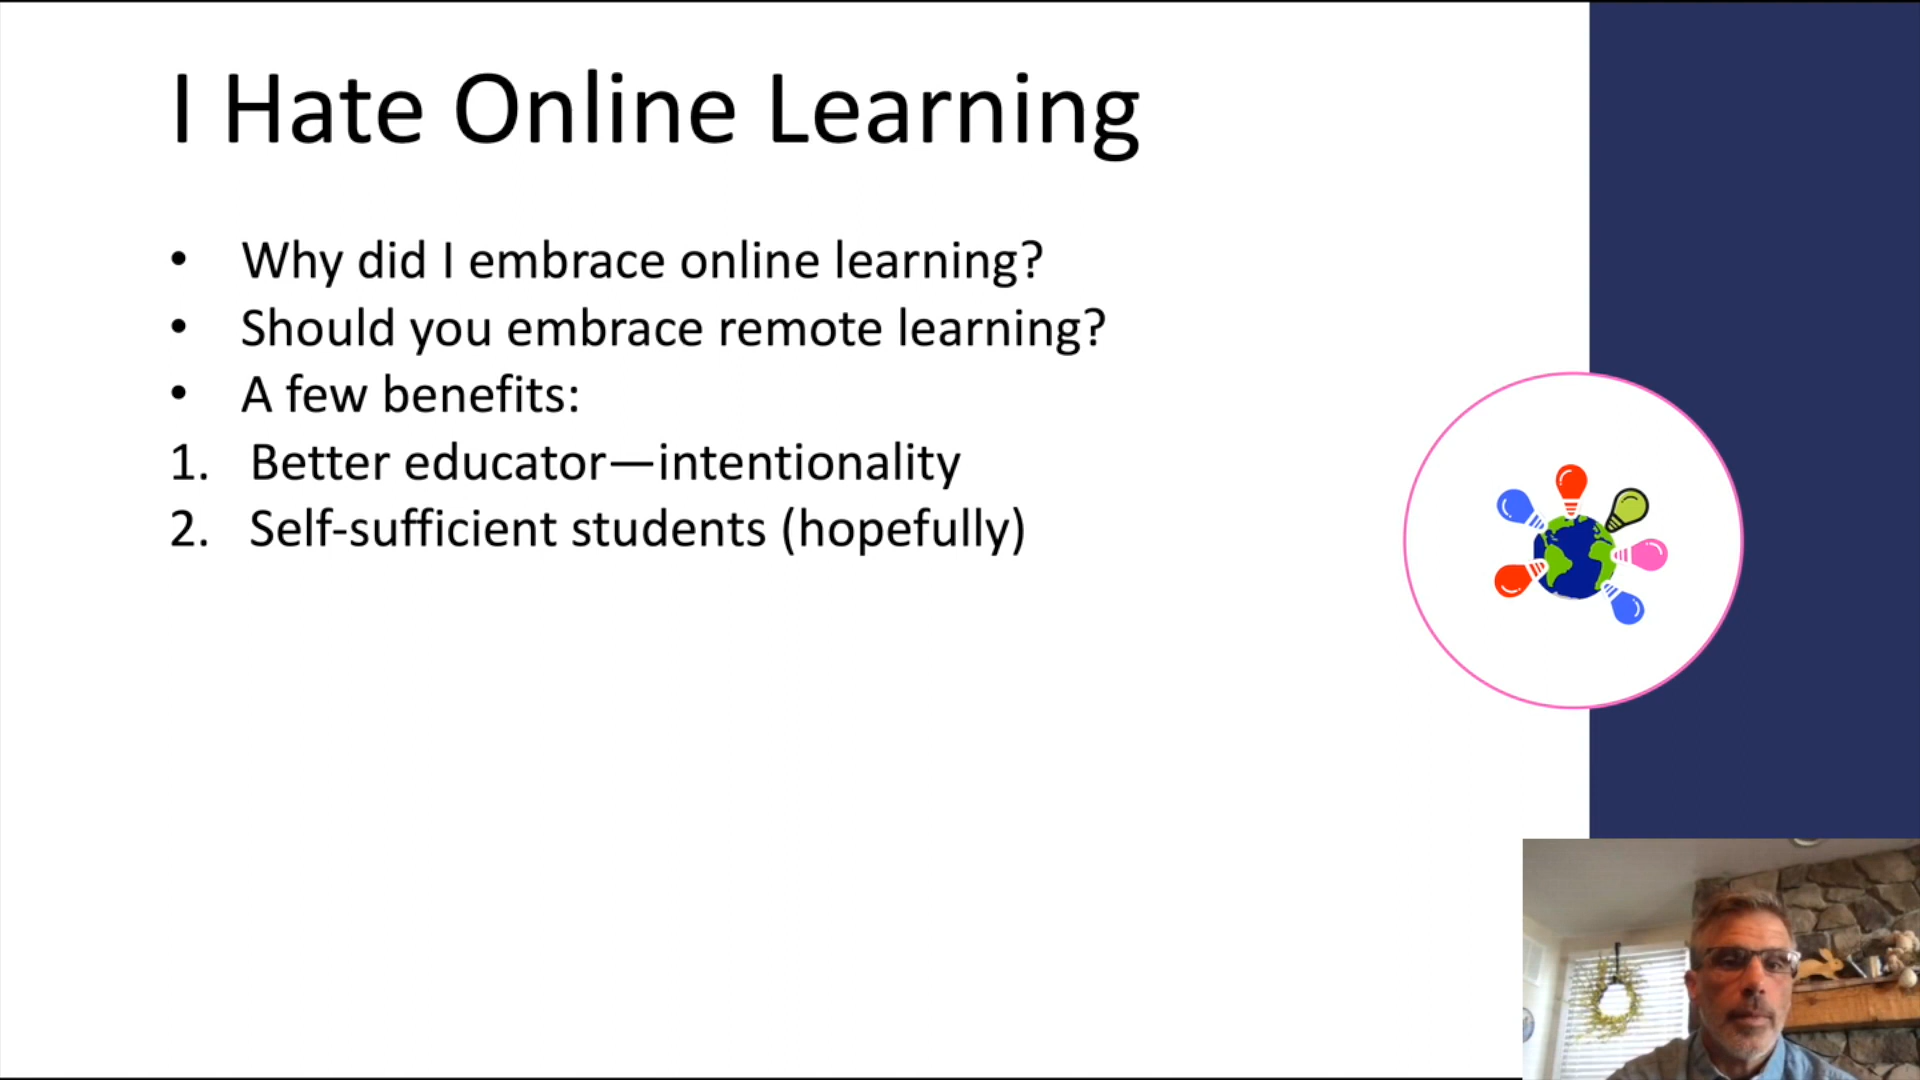 I Hate Online Learning
• Why did I embrace online learning?
• Should you embrace remote learning?
• A few benefits:
1. Better educator—intentionality
2. Self-sufficient students (hopefully)